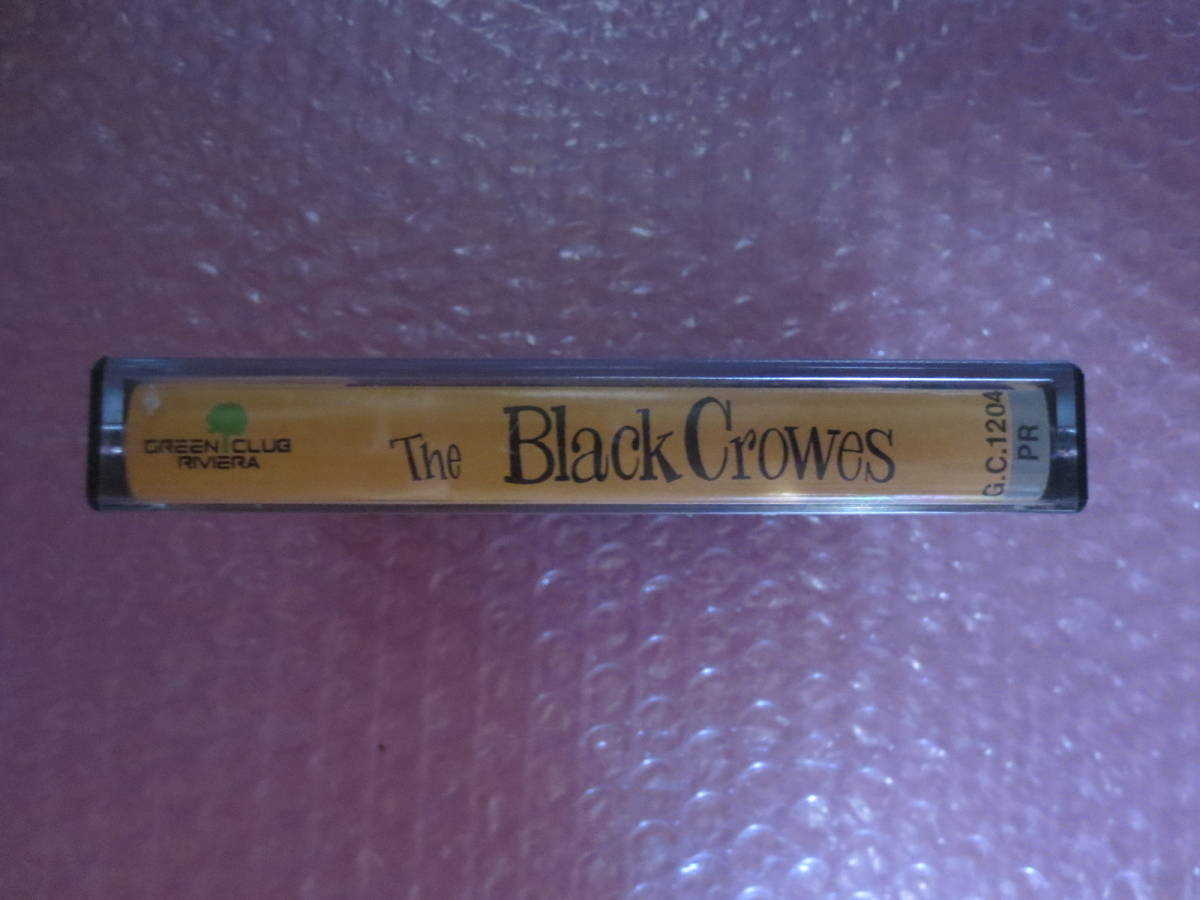 GREEN CLUB
RIVIERA
The Black Crowes
G.C.1204
PR